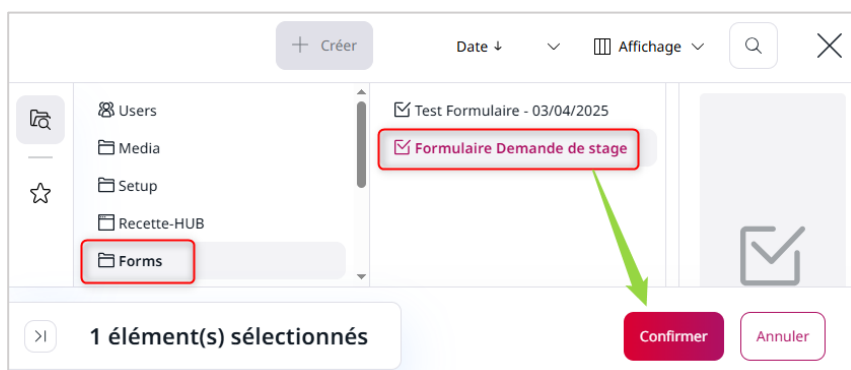 + Créer
Date ↓
Affichage
Users
Media
Setup
Recette-HUB
Forms
Test Formulaire - 03/04/2025
Formulaire Demande de stage
1 élément(s) sélectionnés
Confirmer
Annuler